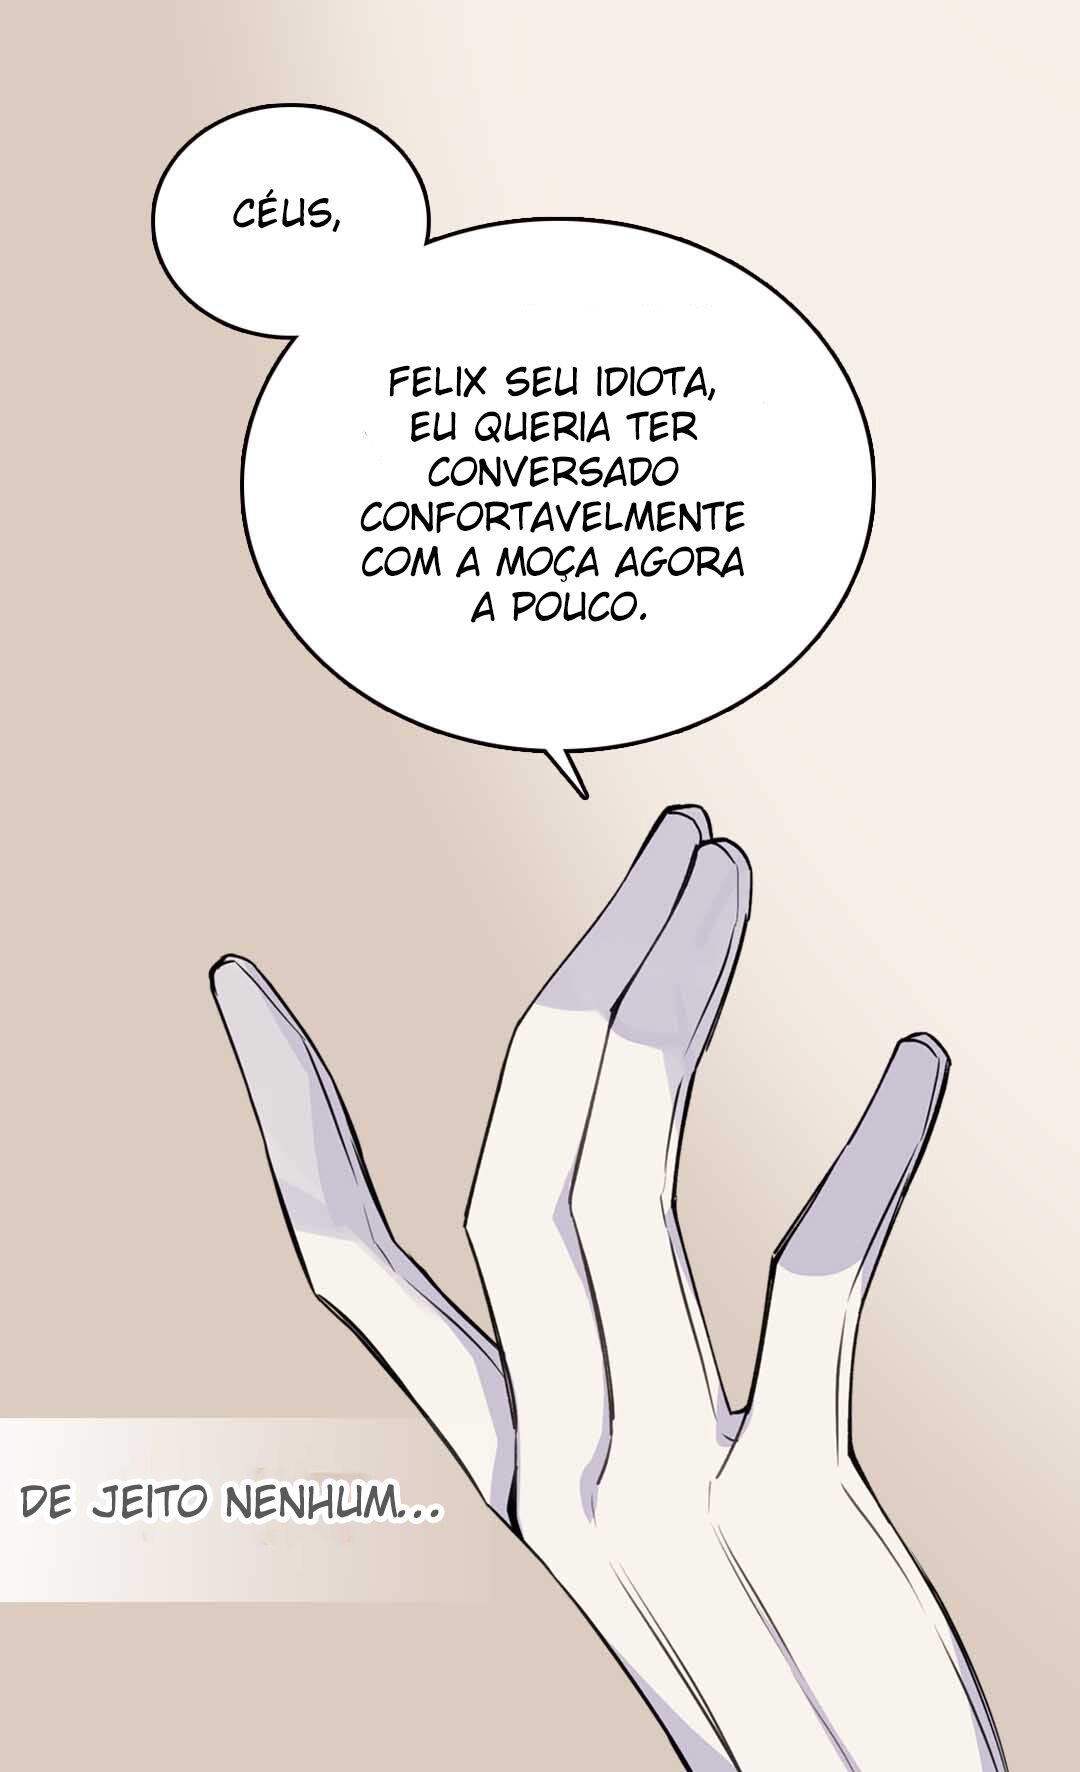 CÉUS,
FELIX SEU IDIOTA,
EU QUERIA TER
CONVERSADO
CONFORTAVELMENTE
COM A MOÇA AGORA
A POUCO.
DE JEITO NENHUM...